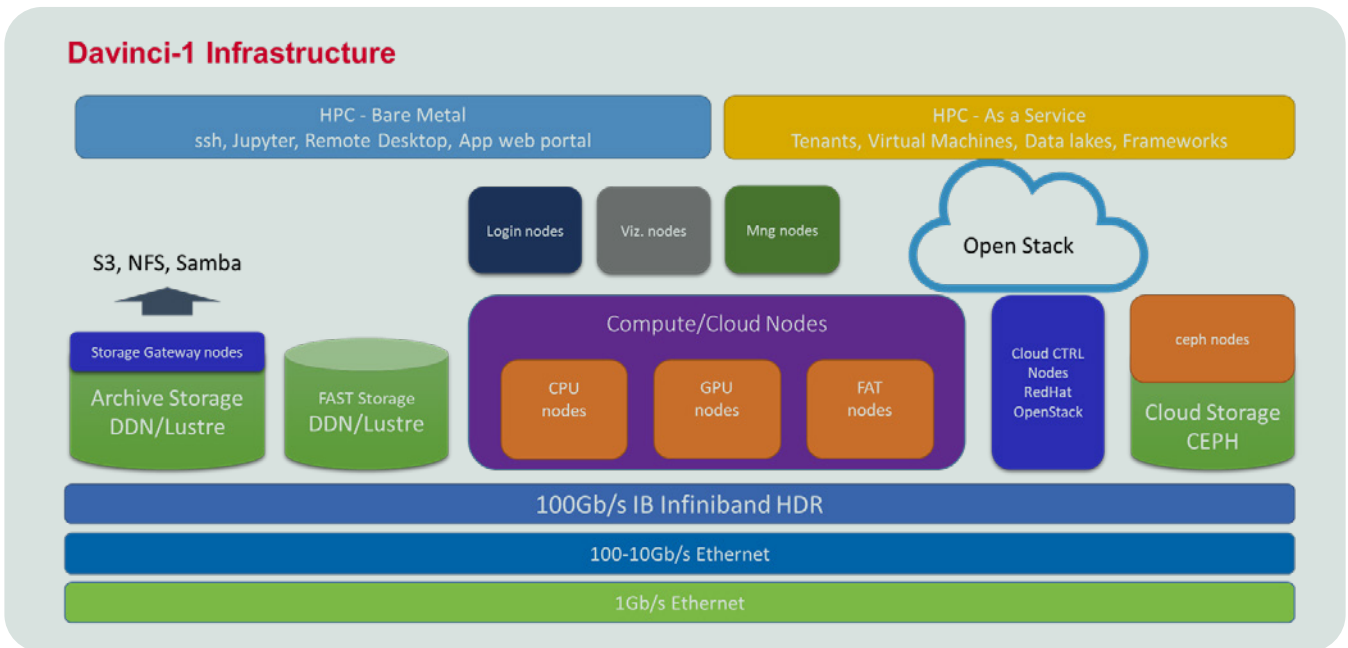 Davinci-1 Infrastructure
HPC - Bare Metal
ssh, Jupyter, Remote Desktop, App web portal
HPC - As a Service
Tenants, Virtual Machines, Data lakes, Frameworks
Login nodes
Viz. nodes
Mng nodes
Open Stack
S3, NFS, Samba
Storage Gateway nodes
Archive Storage
DDN/Lustre
FAST Storage
DDN/Lustre
Compute/Cloud Nodes
CPU
nodes
GPU
nodes
FAT
nodes
Cloud CTRL
Nodes
RedHat
OpenStack
ceph nodes
Cloud Storage
CEPH
100Gb/s IB Infiniband HDR
100-10Gb/s Ethernet
1Gb/s Ethernet